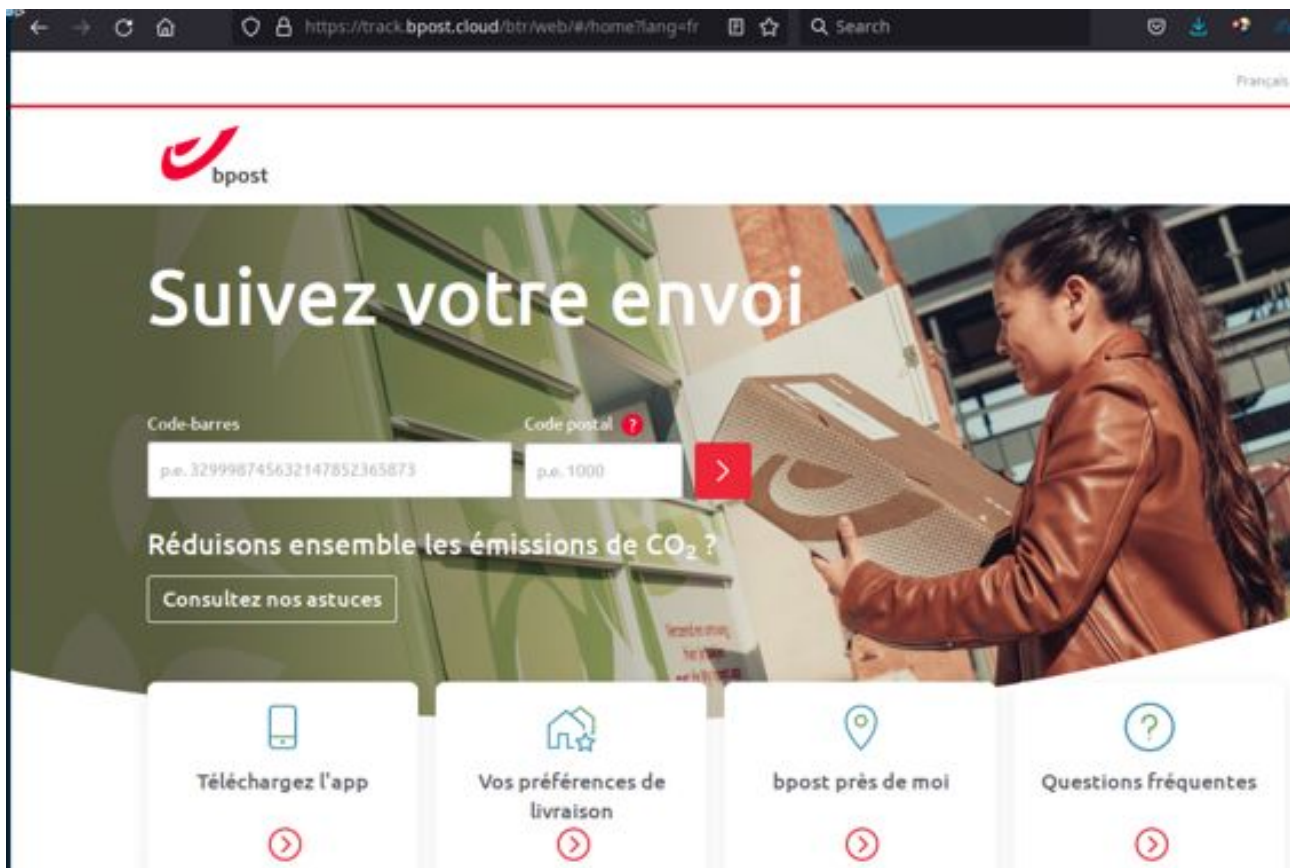 https://track.bpost.cloud/btr/web/#/home?lang=fr
Search
Français
bpost
Suivez votre envoi
Code-barres
Code postal ?
p.e. 329998745632147852365873
p.e. 1000
Réduisons ensemble les émissions de CO₂ ?
Consultez nos astuces
Téléchargez l'app
Vos préférences de
livraison
bpost près de moi
Questions fréquentes